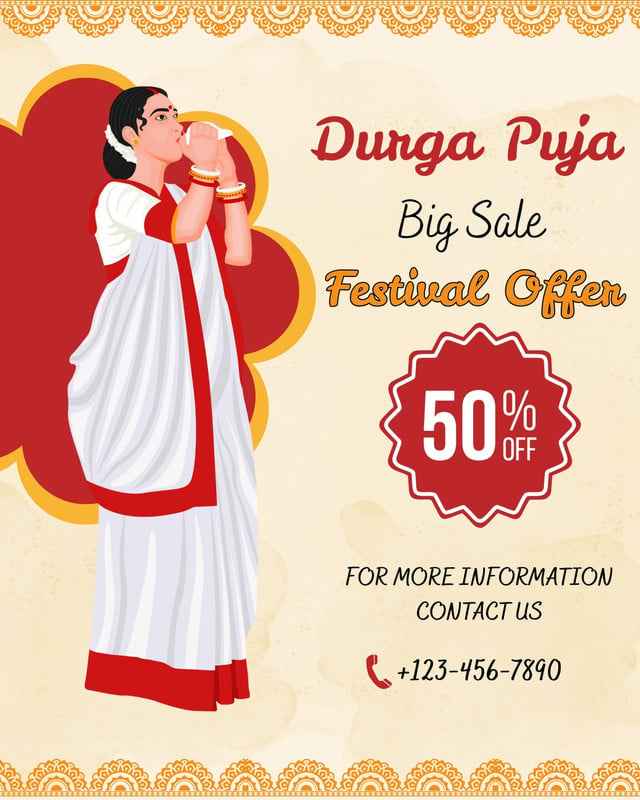 Durga Puja
Big Sale
Festival Offer
50% OFF
FOR MORE INFORMATION
CONTACT US
+123-456-7890